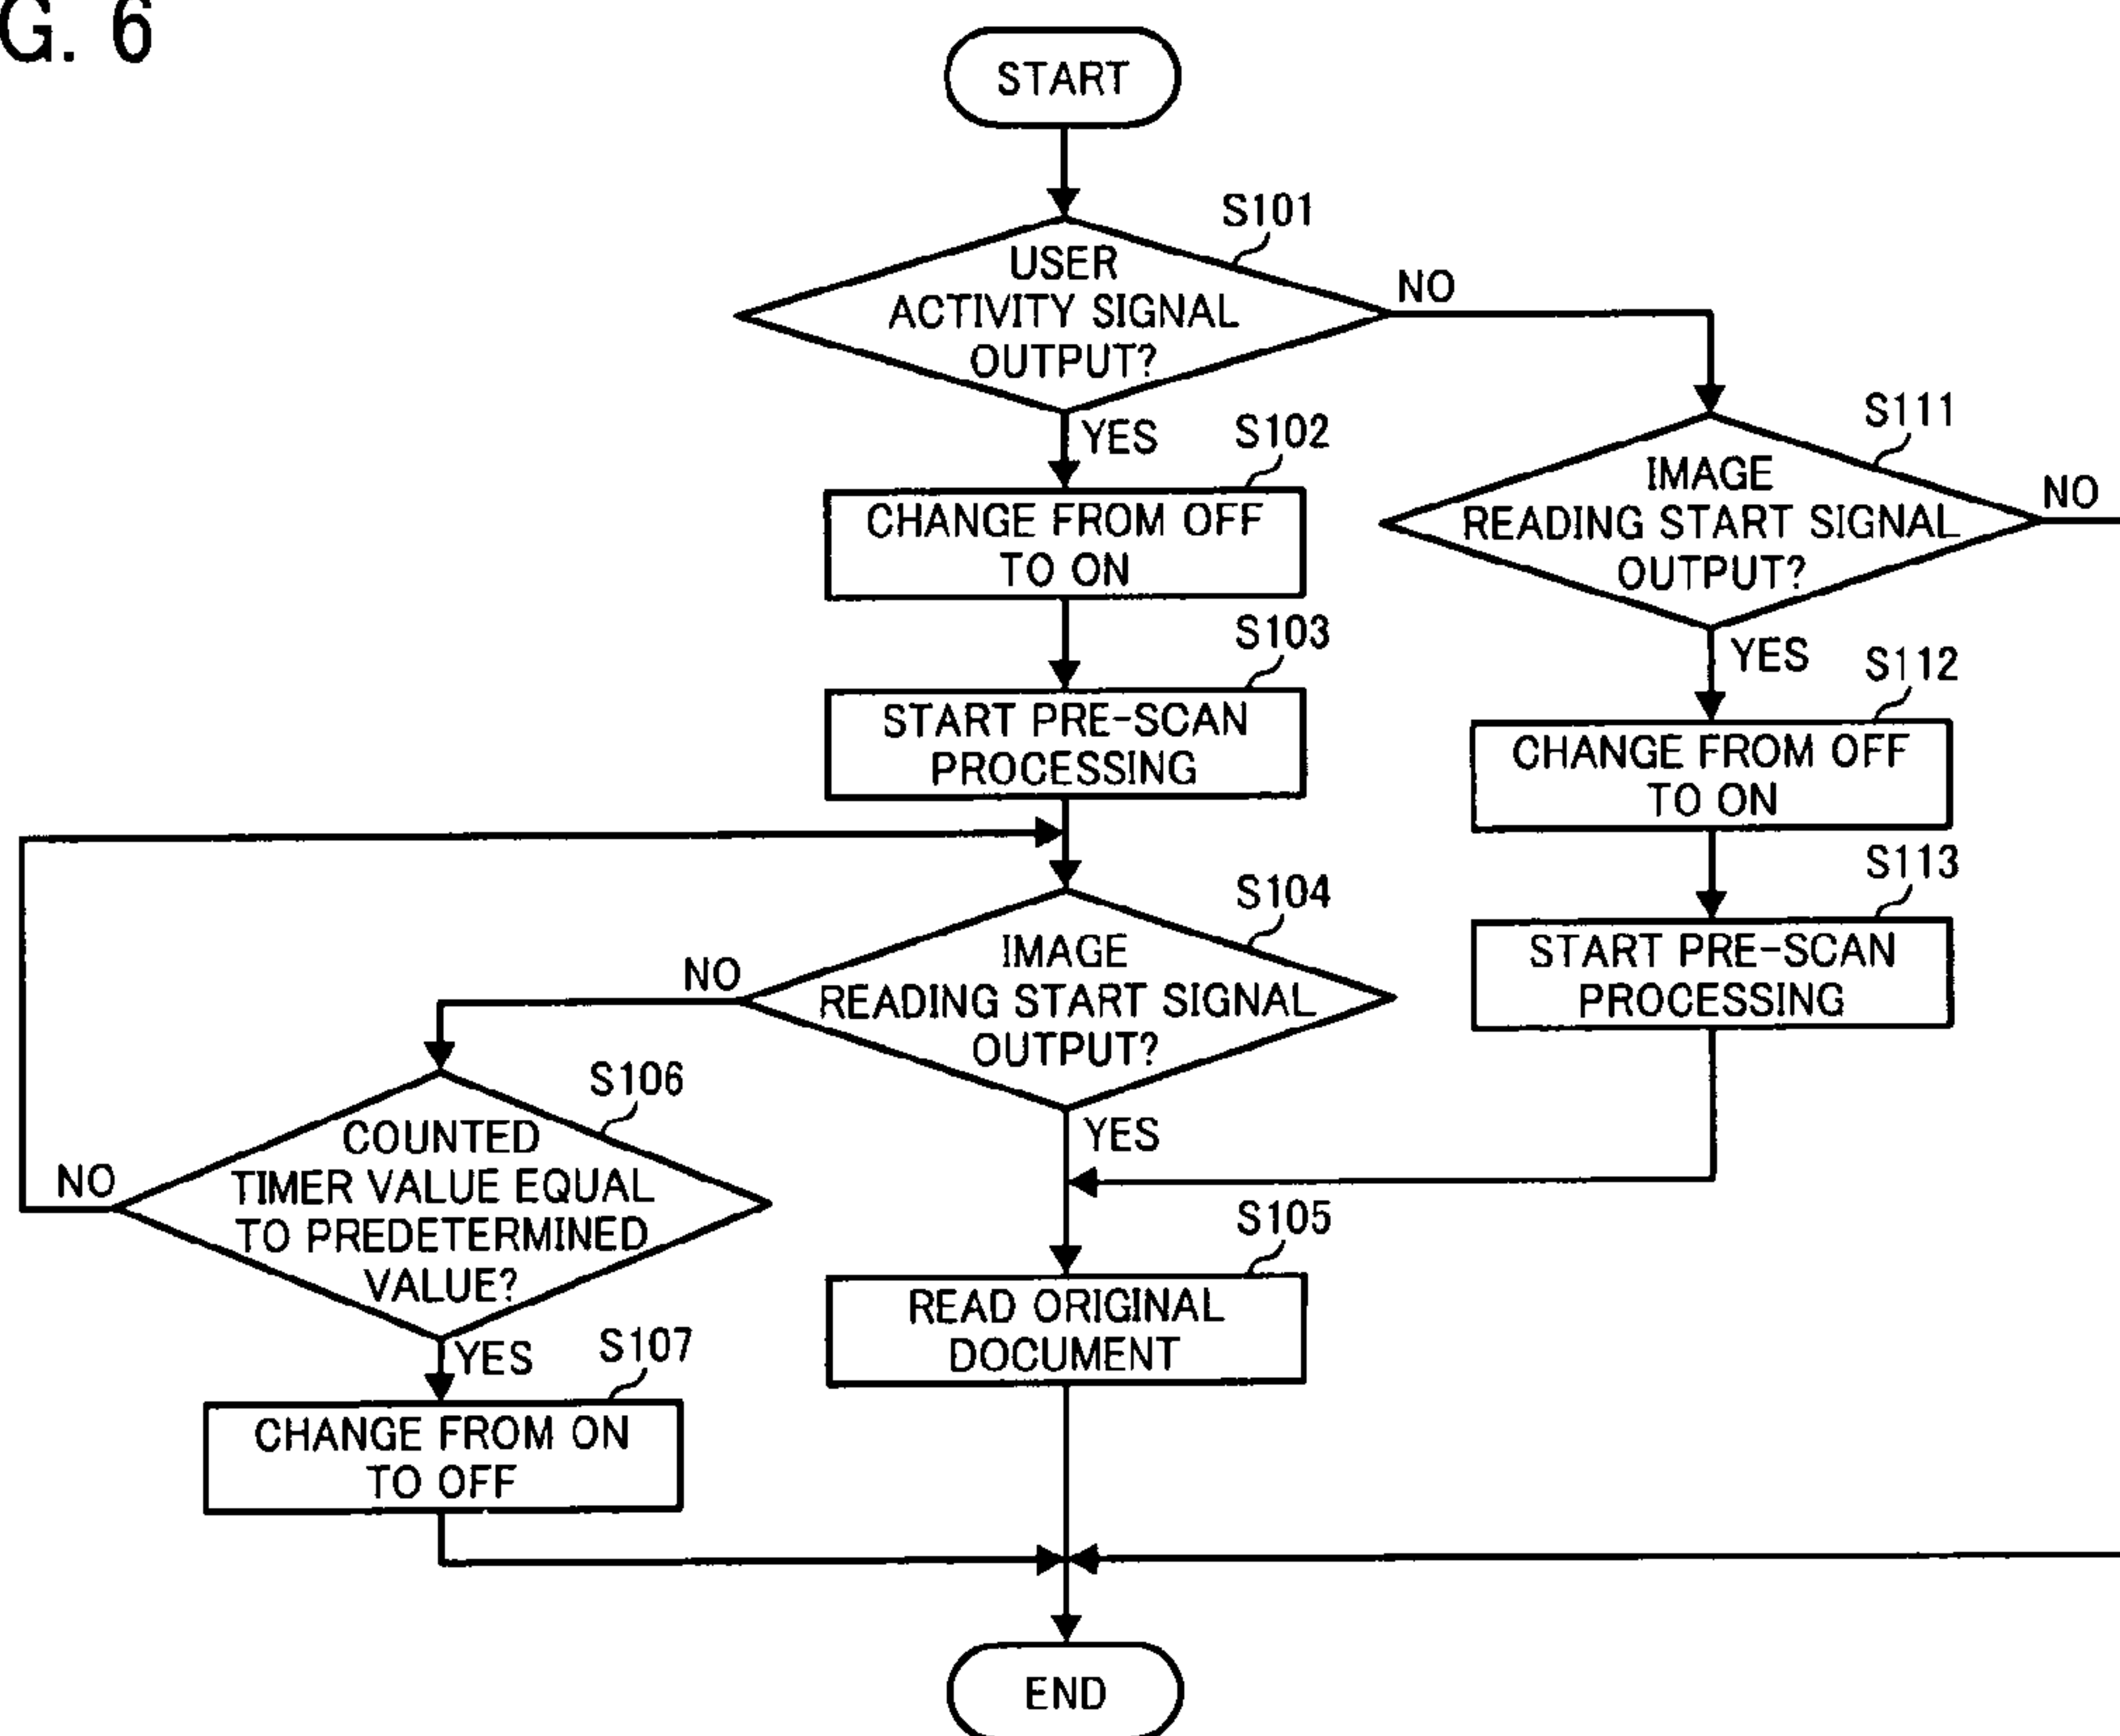 G. 6
START
S101
USER
ACTIVITY SIGNAL
OUTPUT?
NO
YES
S102
CHANGE FROM OFF
TO ON
S103
START PRE-SCAN
PROCESSING
S111
IMAGE
READING START SIGNAL
OUTPUT?
NO
YES
S112
CHANGE FROM OFF
TO ON
S113
START PRE-SCAN
PROCESSING
S104
IMAGE
READING START SIGNAL
OUTPUT?
NO
YES
S106
COUNTED
TIMER VALUE EQUAL
TO PREDETERMINED
VALUE?
NO
YES
S105
READ ORIGINAL
DOCUMENT
S107
CHANGE FROM ON
TO OFF
END